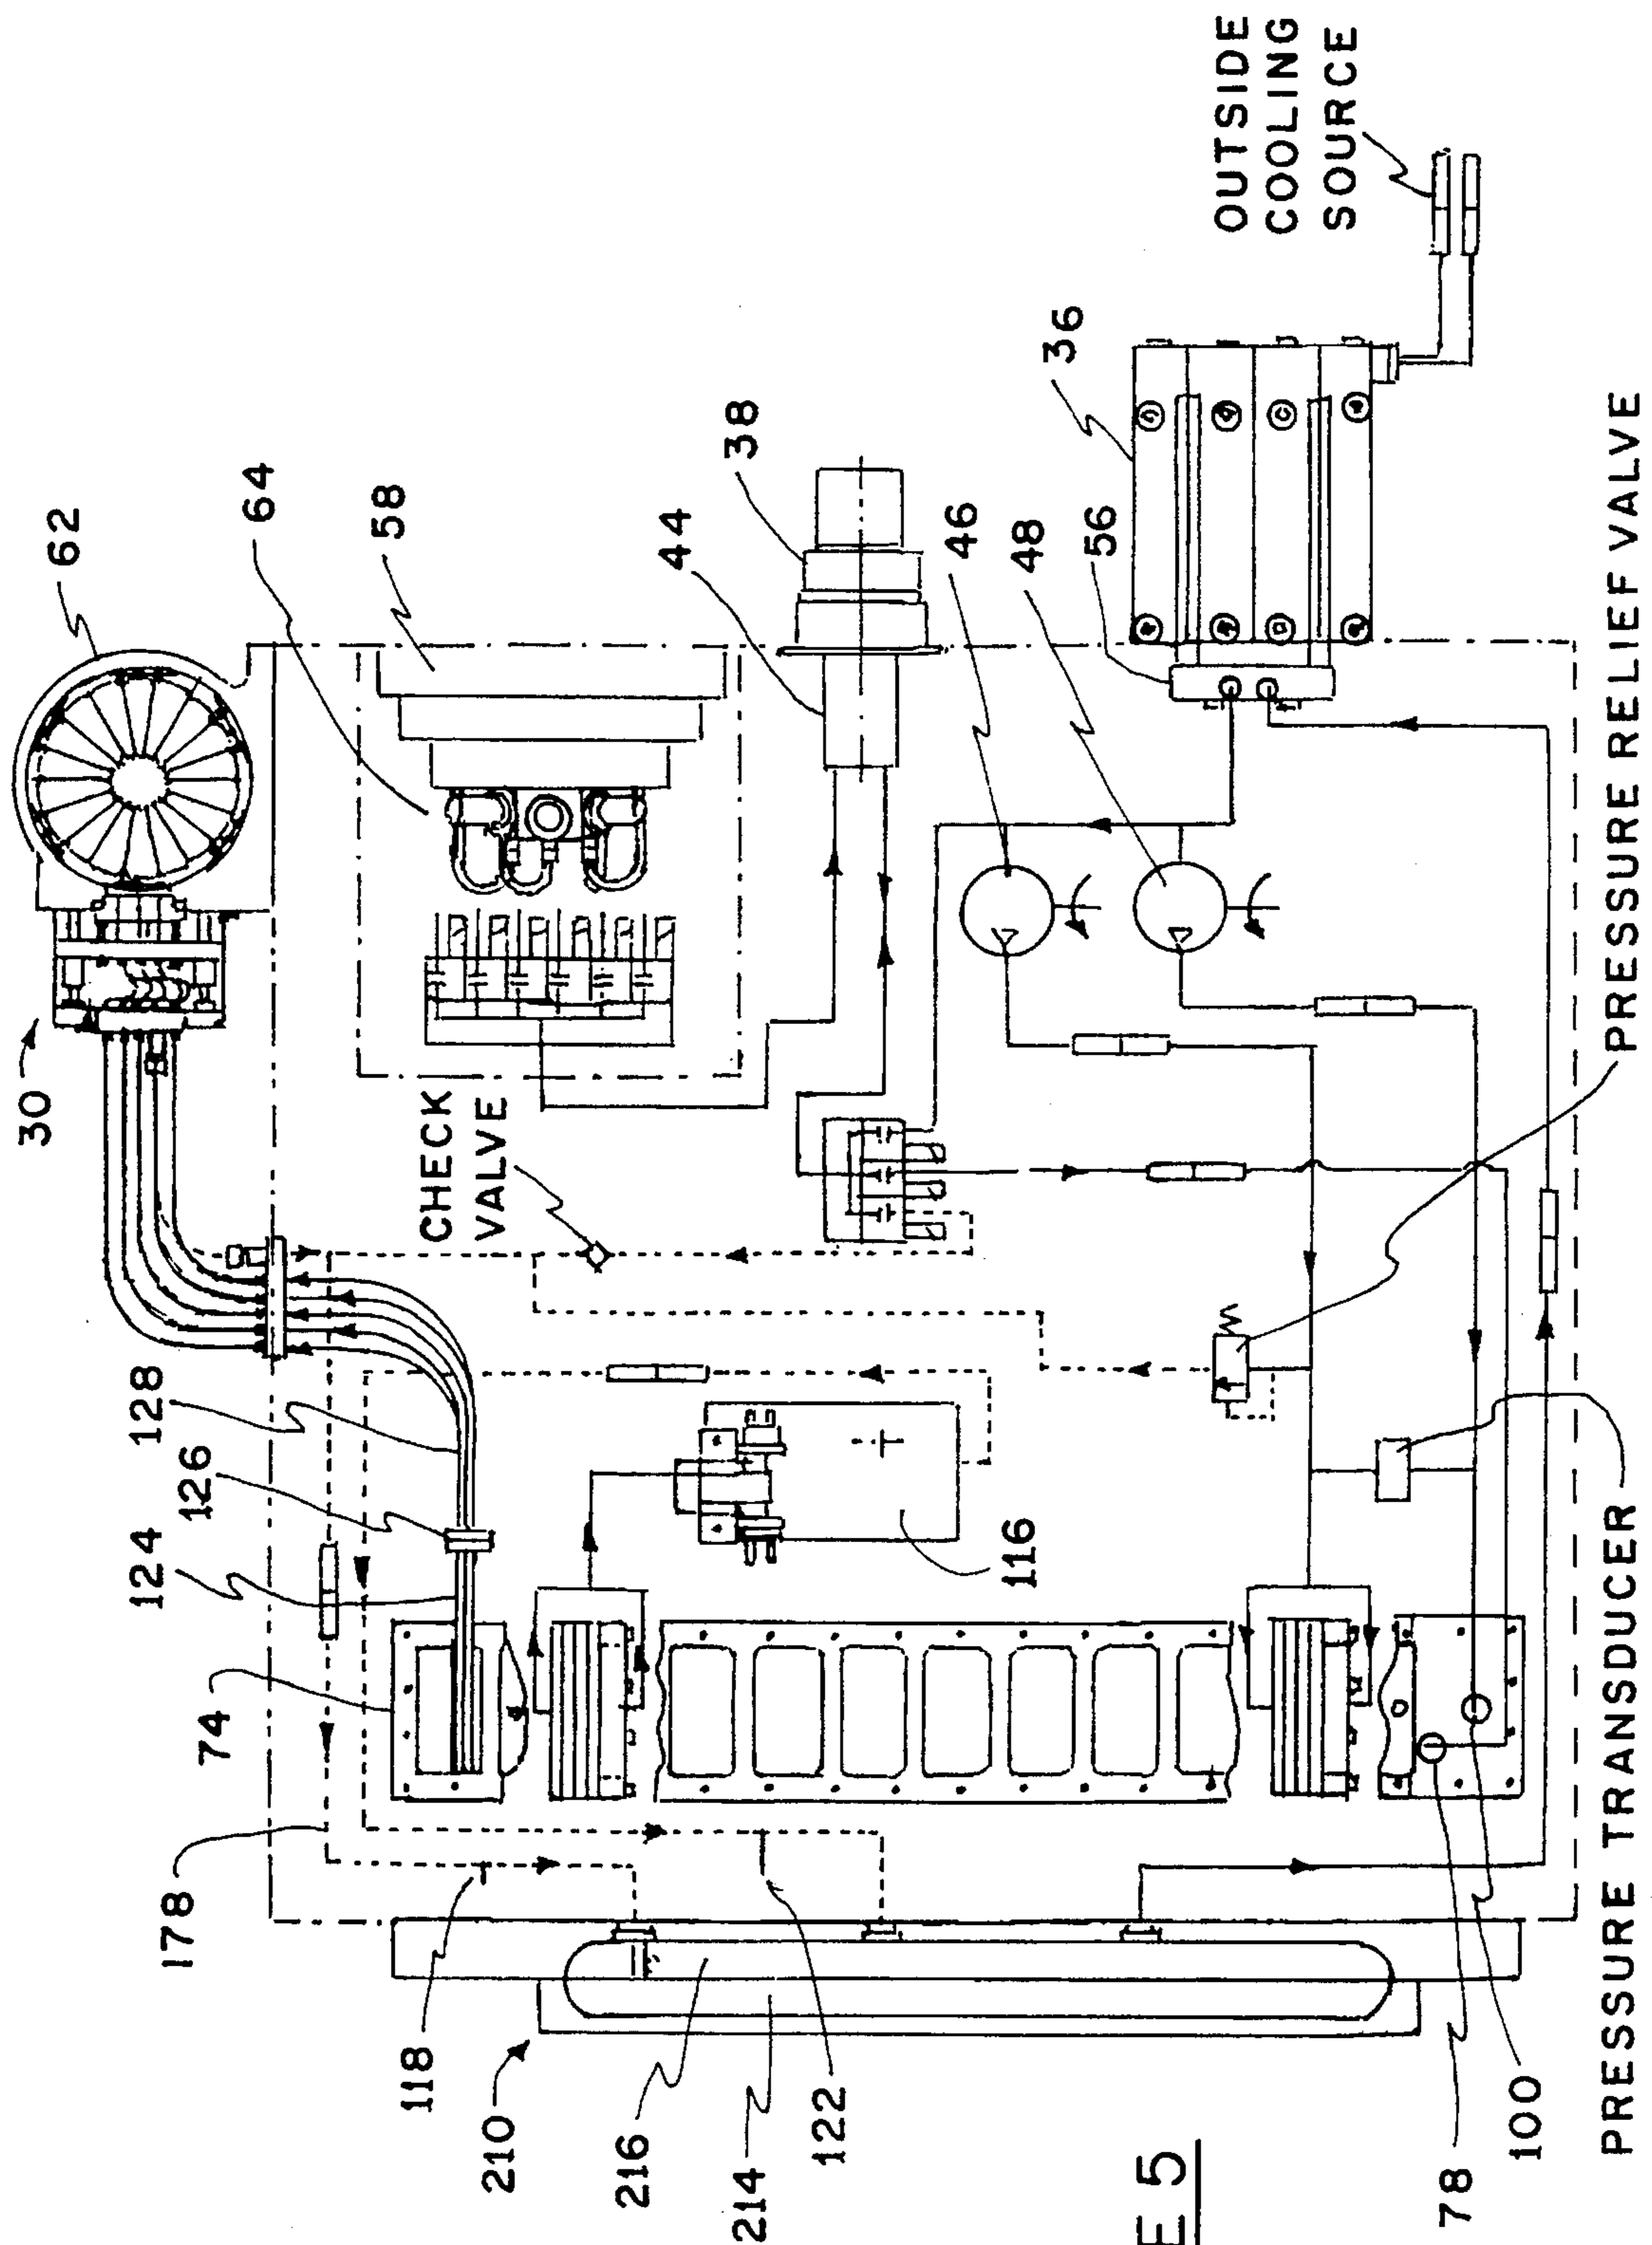 30
62
124
128
126
178
74
64
58
118
CHECK
VALVE
210
216
44
38
214
122
46
116
48
36
56
E 5
OUTSIDE
COOLING
SOURCE
78
100
PRESSURE TRANSDUCER
PRESSURE RELIEF VALVE